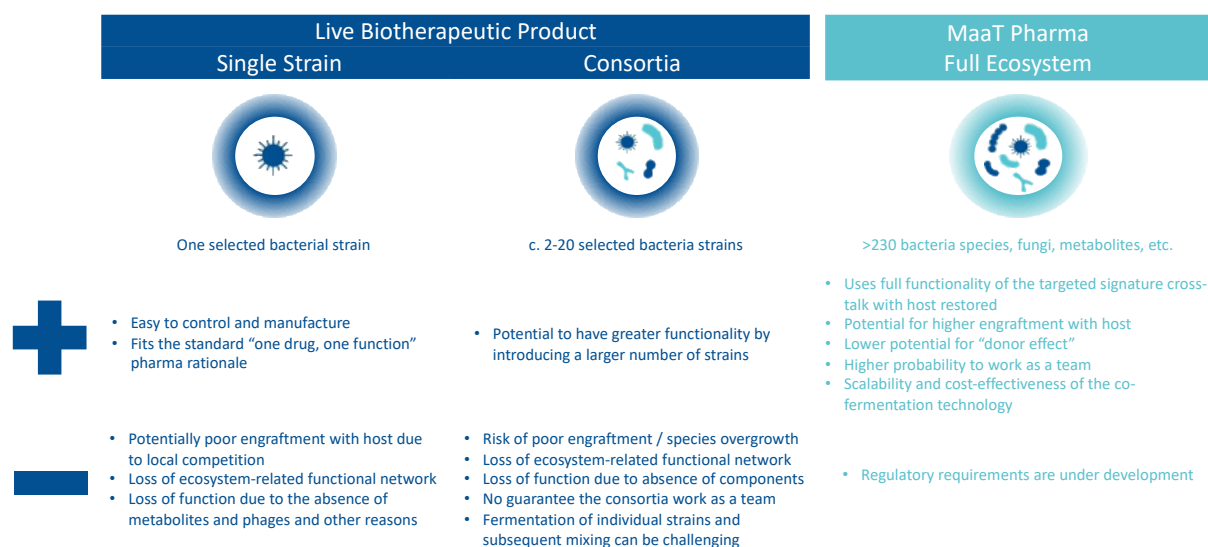 Live Biotherapeutic Product
Single Strain
Consortia
MaaT Pharma
Full Ecosystem
One selected bacterial strain
c. 2-20 selected bacteria strains
>230 bacteria species, fungi, metabolites, etc.
• Easy to control and manufacture
• Fits the standard “one drug, one function”
pharma rationale
• Potential to have greater functionality by
introducing a larger number of strains
• Uses full functionality of the targeted signature cross-
talk with host restored
• Potential for higher engraftment with host
• Lower potential for “donor effect”
• Higher probability to work as a team
• Scalability and cost-effectiveness of the co-
fermentation technology
• Potentially poor engraftment with host due
to local competition
• Loss of ecosystem-related functional network
• Loss of function due to the absence of
metabolites and phages and other reasons
• Risk of poor engraftment / species overgrowth
• Loss of ecosystem-related functional network
• Loss of function due to absence of components
• No guarantee the consortia work as a team
• Fermentation of individual strains and
subsequent mixing can be challenging
• Regulatory requirements are under development